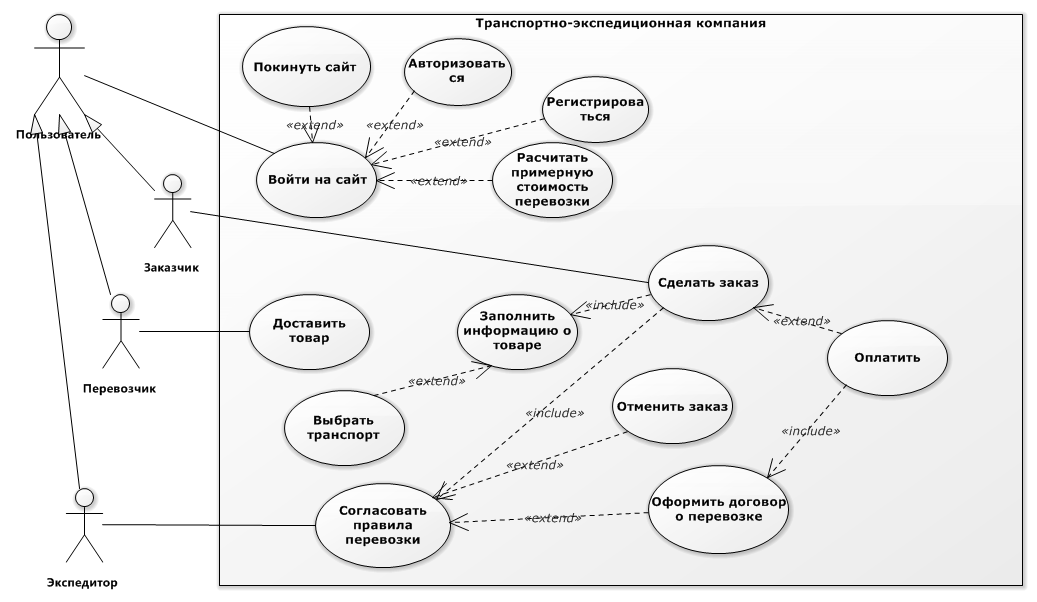 Транспортно-экспедиционная компания
Покинуть сайт
Авторизовать
ся
Регистрирова
ться
«extend»
«extend»
«extend»
Пользователь
Войти на сайт
«extend»
Расчитать
примерную
стоимость
перевозки
Заказчик
Сделать заказ
«include»
«extend»
Доставить
товар
Заполнить
информацию о
товаре
Оплатить
Перевозчик
«extend»
Выбрать
транспорт
«include»
Отменить заказ
«include»
«extend»
Согласовать
правила
перевозки
«extend»
Оформить договор
о перевозке
Экспедитор